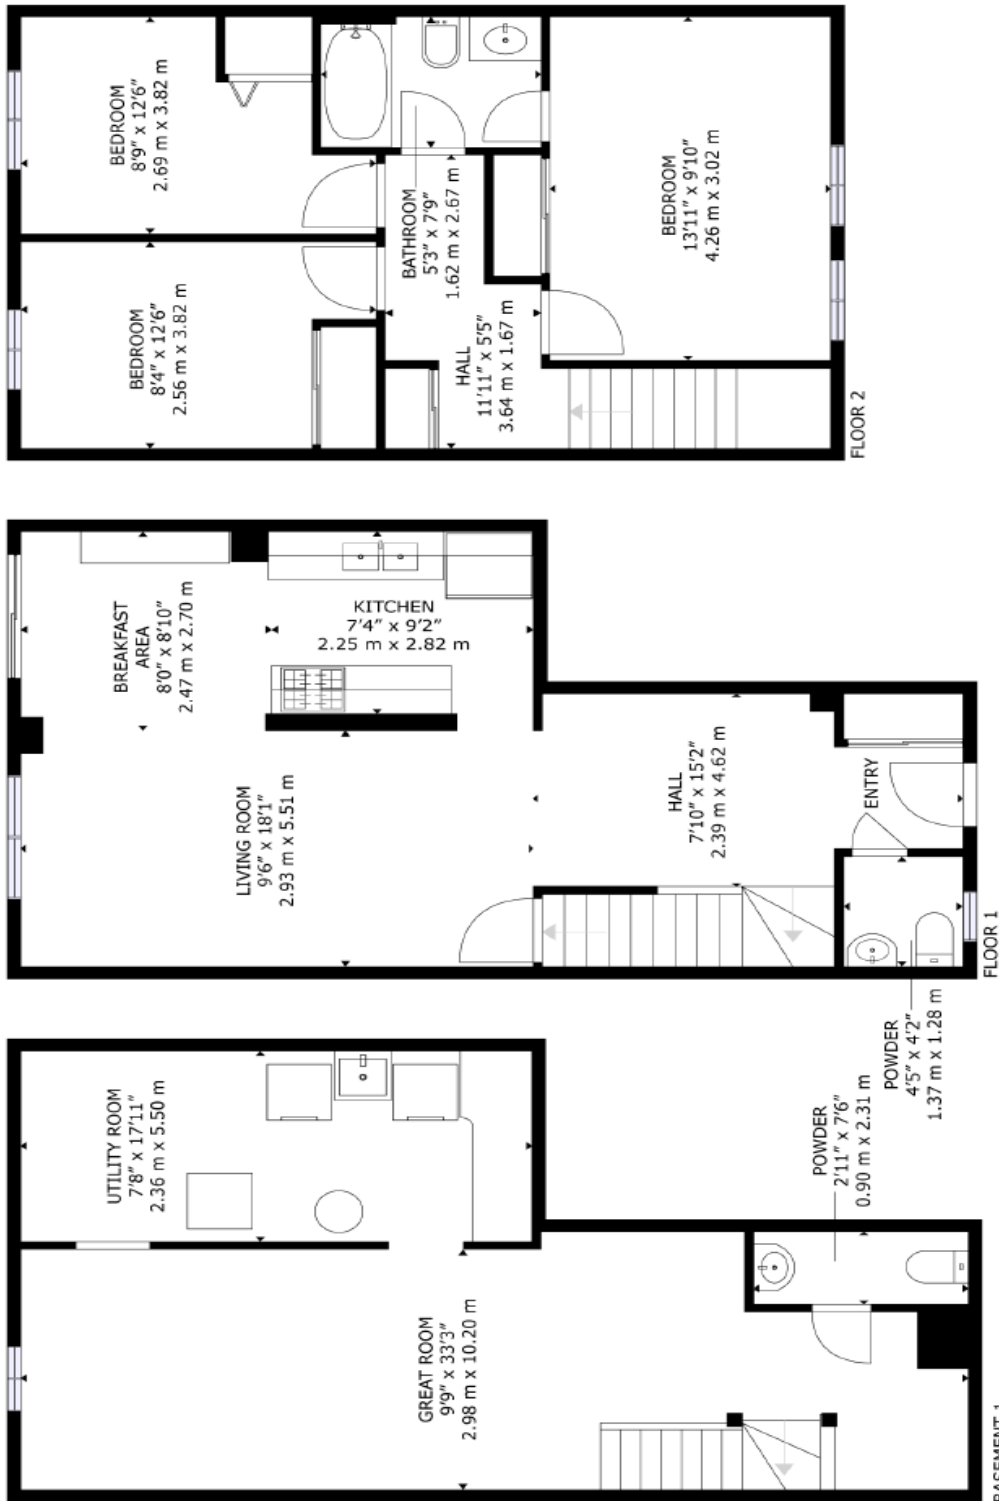 BEDROOM
8'9" x 12'6"
2.69 m x 3.82 m
BEDROOM
8'4" x 12'6"
2.56 m x 3.82 m
BATHROOM
5'3" x 7'9"
1.62 m x 2.67 m
HALL
11'11" x 5'5"
3.64 m x 1.67 m
BEDROOM
13'11" x 9'10"
4.26 m x 3.02 m
FLOOR 2
BREAKFAST
AREA
8'0" x 8'10"
2.47 m x 2.70 m
KITCHEN
7'4" x 9'2"
2.25 m x 2.82 m
LIVING ROOM
9'6" x 18'1"
2.93 m x 5.51 m
HALL
7'10" x 15'2"
2.39 m x 4.62 m
ENTRY
FLOOR 1
POWDER
4'5" x 4'2"
1.37 m x 1.28 m
UTILITY ROOM
7'8" x 17'11"
2.36 m x 5.50 m
POWDER
2'11" x 7'6"
0.90 m x 2.31 m
GREAT ROOM
9'9" x 33'3"
2.98 m x 10.20 m
BASEMENT 1